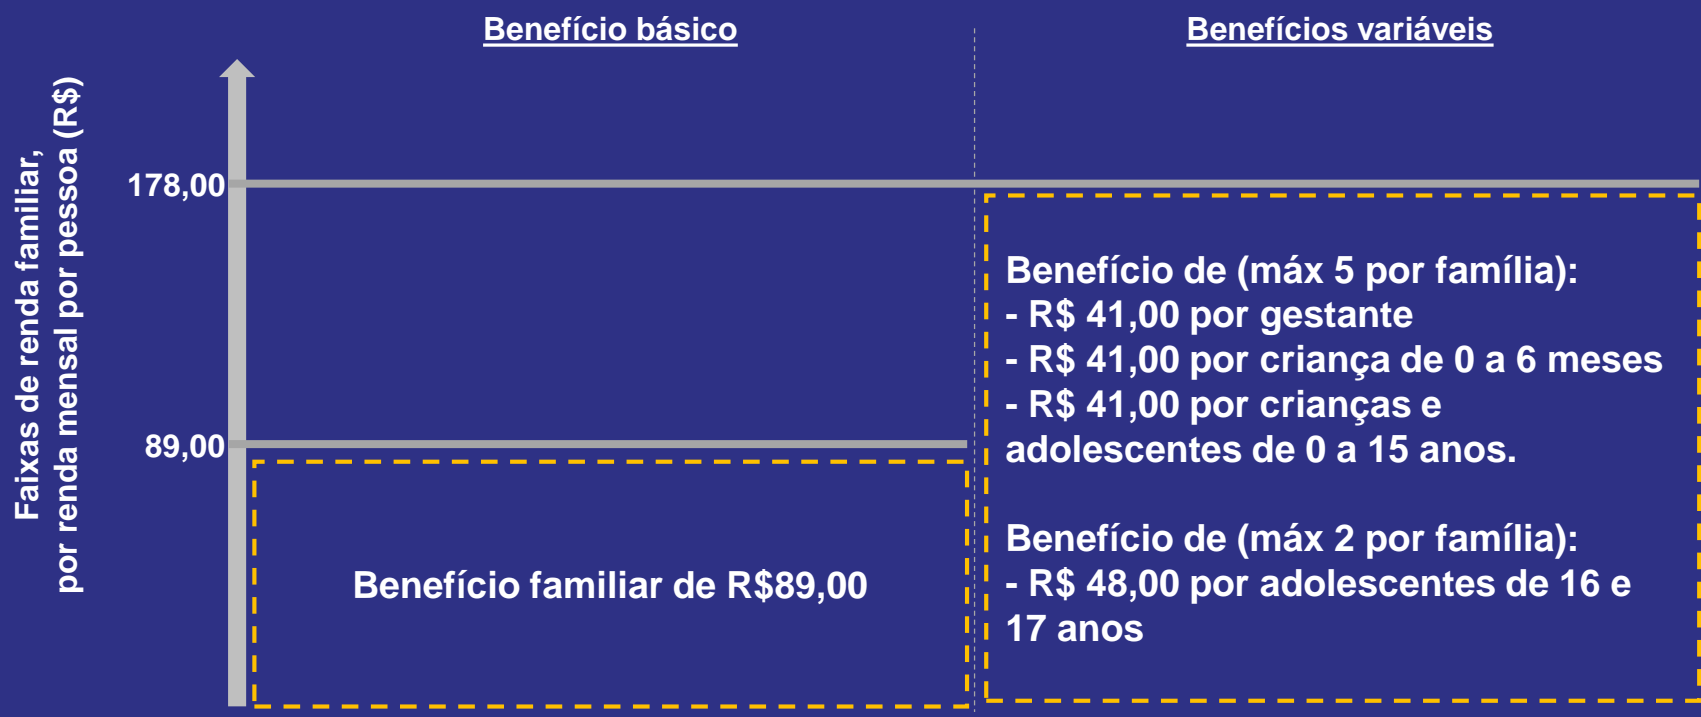 Benefício básico
Benefícios variáveis
Faixas de renda familiar,
por renda mensal por pessoa (R$)
178,00
89,00
Benefício familiar de R$89,00
Benefício de (máx 5 por família):
- R$ 41,00 por gestante
- R$ 41,00 por criança de 0 a 6 meses
- R$ 41,00 por crianças e
adolescentes de 0 a 15 anos.
Benefício de (máx 2 por família):
- R$ 48,00 por adolescentes de 16 e
17 anos